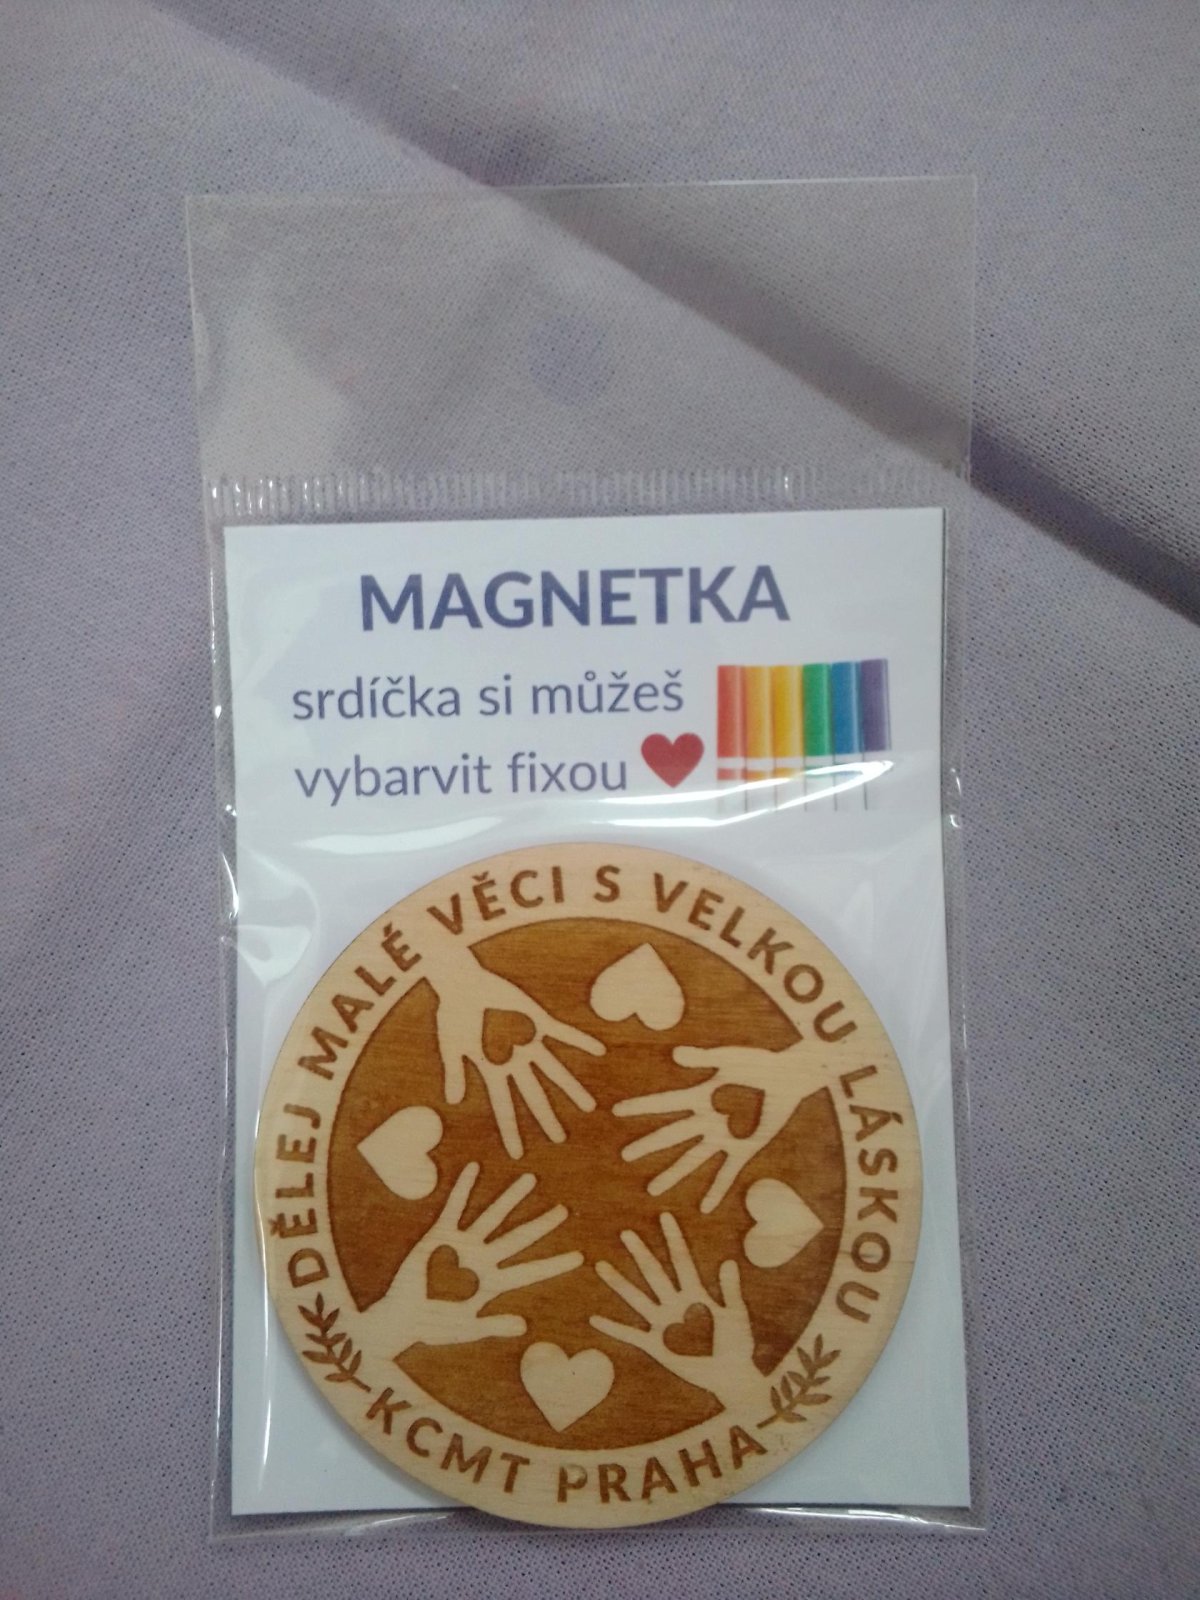 MAGNETKA
srdíčka si můžeš
vybarvit fixou
DĚLEJ MALÉ VĚCI S VELKOU LÁSKOU
KCMT PRAHA